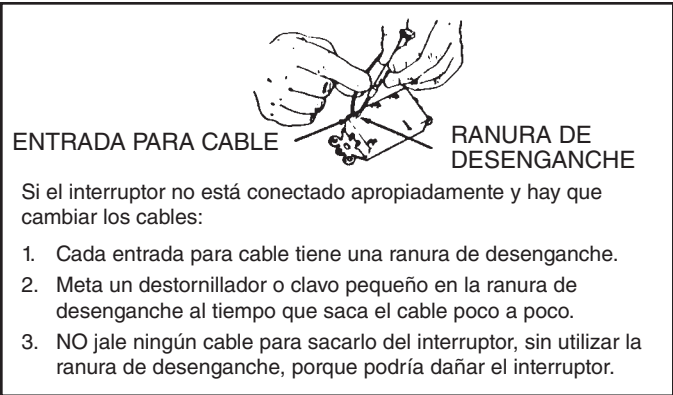 ENTRADA PARA CABLE
RANURA DE
DESENGANCHE
Si el interruptor no está conectado apropiadamente y hay que
cambiar los cables:
1. Cada entrada para cable tiene una ranura de desenganche.
2. Meta un destornillador o clavo pequeño en la ranura de
desenganche al tiempo que saca el cable poco a poco.
3. NO jale ningún cable para sacarlo del interruptor, sin utilizar la
ranura de desenganche, porque podría dañar el interruptor.